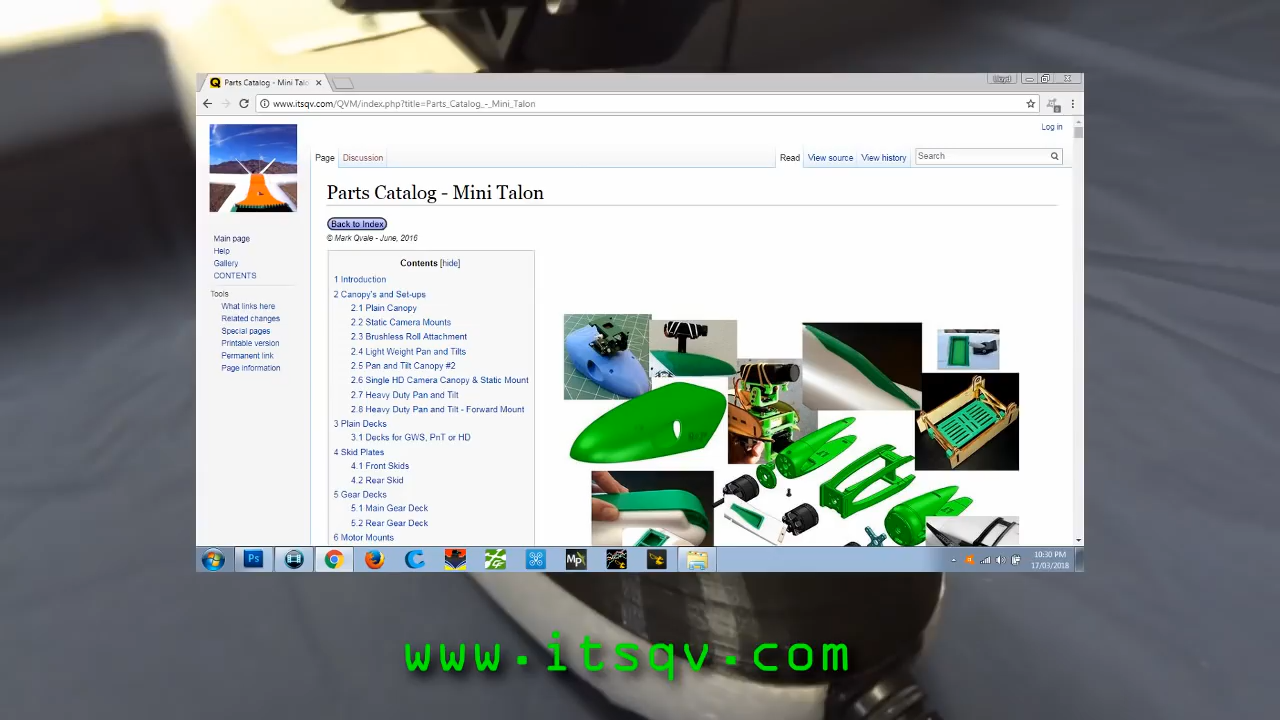 Parts Catalog - Mini Talo
www.itsqv.com/QVM/index.php?title=Parts_Catalog_-_Mini_Talon
Log in
Page
Discussion
Read
View source
View history
Search
Parts Catalog - Mini Talon
Back to Index
© Mark Qvale - June, 2016
Main page
Help
Gallery
CONTENTS
Tools
What links here
Related changes
Special pages
Printable version
Permanent link
Page information
Contents [hide]
1 Introduction
2 Canopy's and Set-ups
2.1 Plain Canopy
2.2 Static Camera Mounts
2.3 Brushless Roll Attachment
2.4 Light Weight Pan and Tilts
2.5 Pan and Tilt Canopy #2
2.6 Single HD Camera Canopy & Static Mount
2.7 Heavy Duty Pan and Tilt
2.8 Heavy Duty Pan and Tilt - Forward Mount
3 Plain Decks
3.1 Decks for GWS, PnT or HD
4 Skid Plates
4.1 Front Skids
4.2 Rear Skid
5 Gear Decks
5.1 Main Gear Deck
5.2 Rear Gear Deck
6 Motor Mounts
Ps
Mp
10:30 PM
17/03/2018
www.itsqv.com